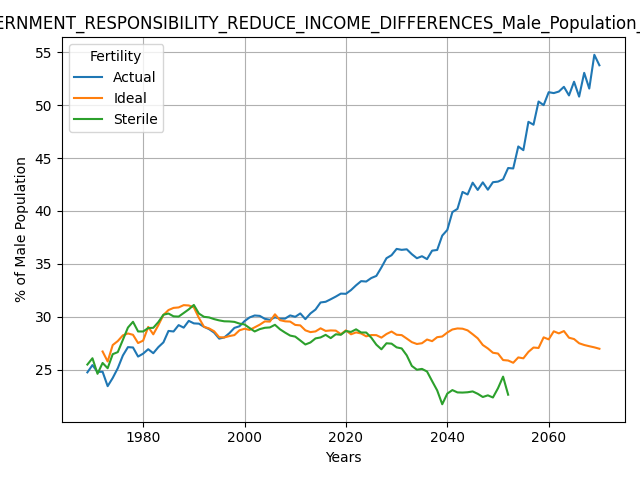 ERNMENT_RESPONSIBILITY_REDUCE_INCOME_DIFFERENCES_Male_Population_
55
50
45
40
35
30
25
% of Male Population
Fertility
Actual
Ideal
Sterile
1980 2000 2020 2040 2060
Years